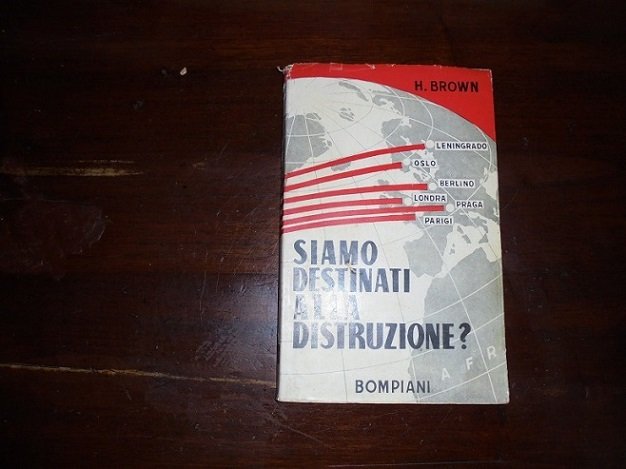 H. BROWN
LENINGRADO
OSLO
BERLINO
LONDRA
PRAGA
PARIGI
SIAMO
DESTINATI
ALLA
DISTRUZIONE?
A F R
BOMPIANI